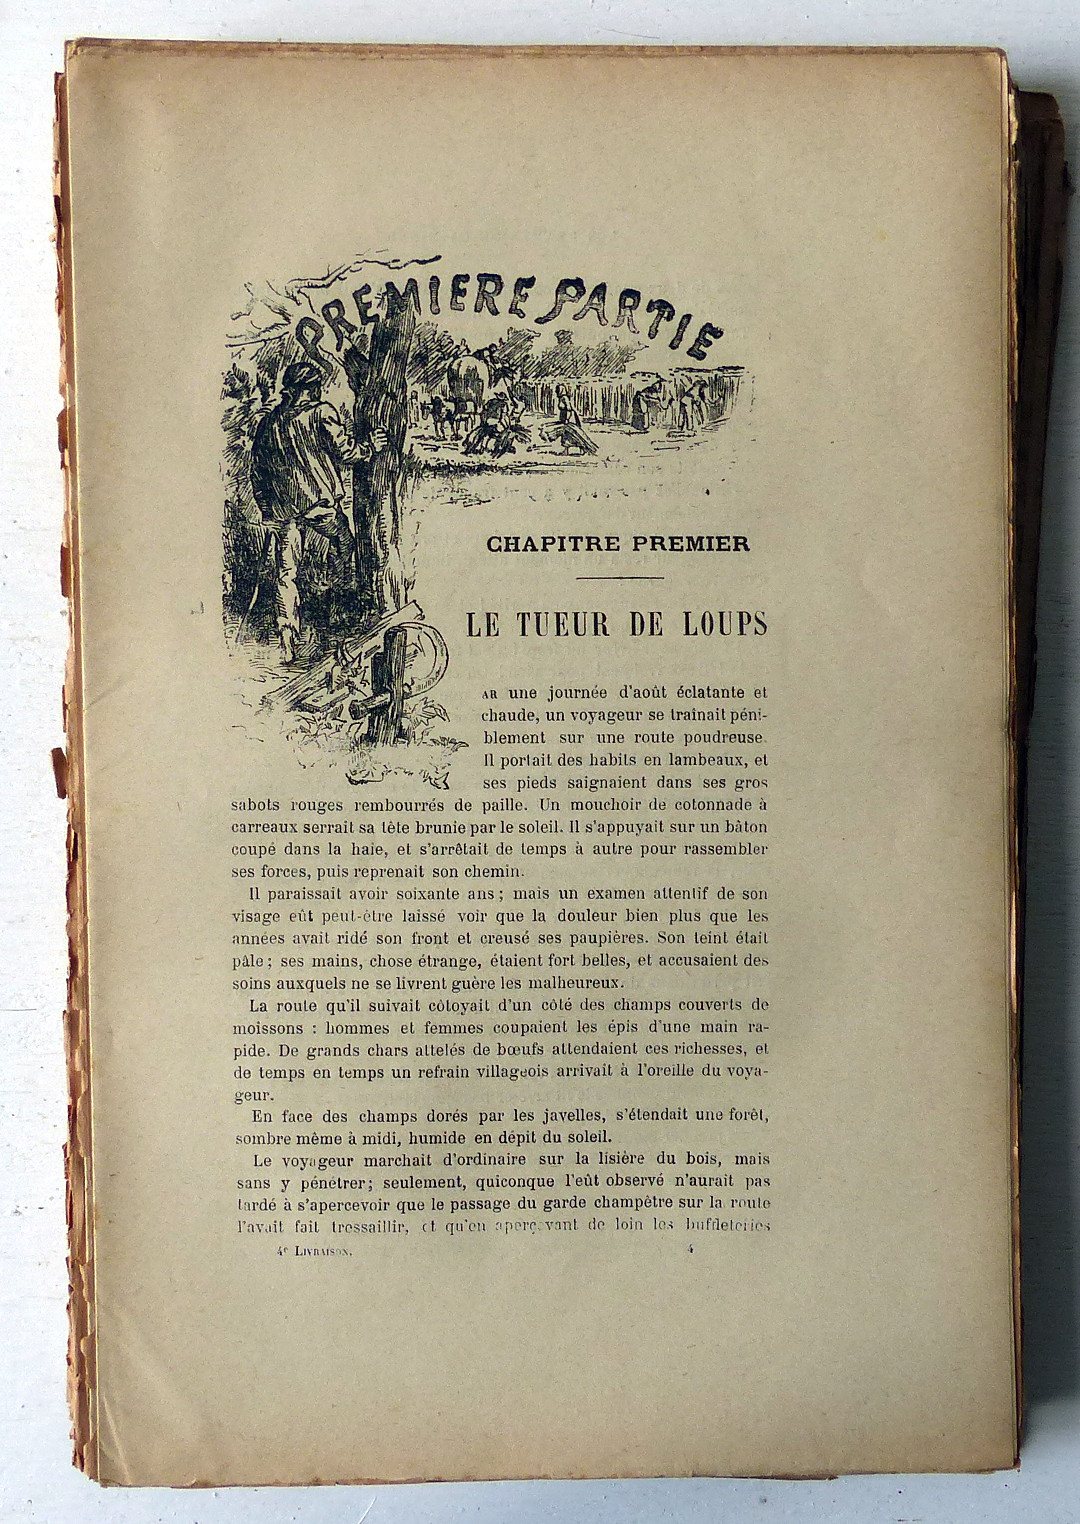 PREMIERE PARTIE
CHAPITRE PREMIER
LE TUEUR DE LOUPS
AR une journée d'août éclatante et
chaude, un voyageur se traînait péni-
blement sur une route poudreuse.
Il portait des habits en lambeaux, et
ses pieds saignaient dans ses gros
sabots rouges rembourrés de paille. Un mouchoir de cotonnade à
carreaux serrait sa tête brunie par le soleil. Il s'appuyait sur un bâton
coupé dans la haie, et s'arrêtait de temps à autre pour rassembler
ses forces, puis reprenait son chemin.
Il paraissait avoir soixante ans ; mais un examen attentif de son
visage eût peut-être laissé voir que la douleur bien plus que les
années avait ridé son front et creusé ses paupières. Son teint était
pâle ; ses mains, chose étrange, étaient fort belles, et accusaient des
soins auxquels ne se livrent guère les malheureux.
La route qu'il suivait côtoyait d'un côté des champs couverts de
moissons : hommes et femmes coupaient les épis d'une main ra-
pide. De grands chars attelés de bœufs attendaient ces richesses, et
de temps en temps un refrain villageois arrivait à l'oreille du voya-
geur.
En face des champs dorés par les javelles, s'étendait une forêt,
sombre même à midi, humide en dépit du soleil.
Le voyageur marchait d'ordinaire sur la lisière du bois, mais
sans y pénétrer ; seulement, quiconque l'eût observé n'aurait pas
tardé à s'apercevoir que le passage du garde champêtre sur la route
l'avait fait tressaillir, et qu'en apercevant de loin les buffleteries
4e LIVRAISON. 4